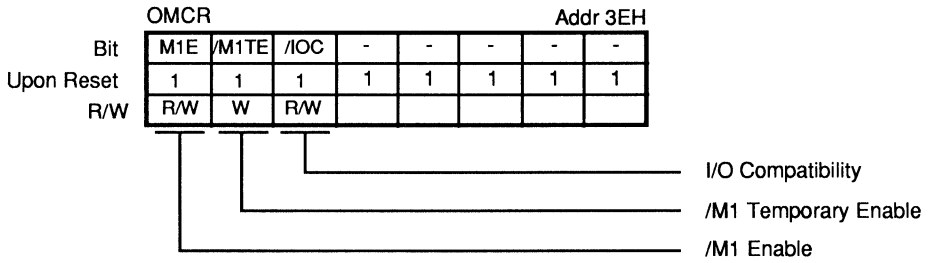 OMCR Addr 3EH
Bit M1E /M1TE /IOC - - - - -
Upon Reset 1 1 1 1 1 1 1 1
R/W R/W W R/W
I/O Compatibility
/M1 Temporary Enable
/M1 Enable